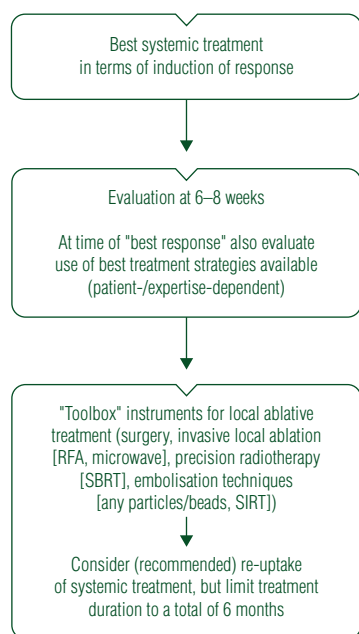 Best systemic treatment
in terms of induction of response
Evaluation at 6–8 weeks
At time of "best response" also evaluate
use of best treatment strategies available
(patient-/expertise-dependent)
"Toolbox" instruments for local ablative
treatment (surgery, invasive local ablation
[RFA, microwave], precision radiotherapy
[SBRT], embolisation techniques
[any particles/beads, SIRT])
Consider (recommended) re-uptake
of systemic treatment, but limit treatment
duration to a total of 6 months